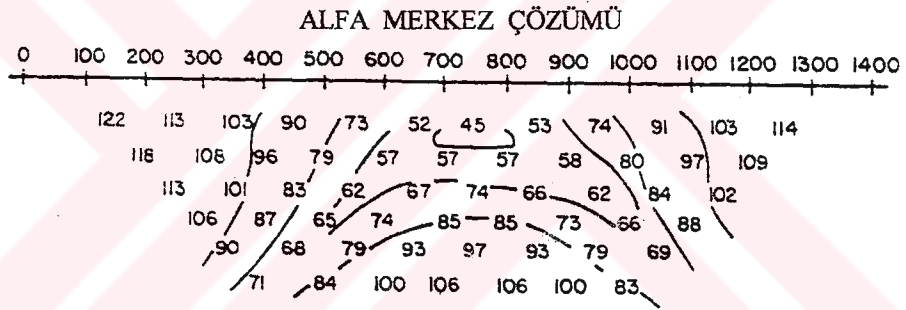 ALFA MERKEZ ÇÖZÜMÜ
0 100 200 300 400 500 600 700 800 900 1000 1100 1200 1300 1400
122 113 103 90 73 52 45 53 74 91 103 114
118 108 96 79 57 57 57 58 80 97 109
113 101 83 62 67 74 66 62 84 102
106 87 65 74 85 85 73 66 88
90 68 79 93 97 93 79 69
71 84 100 106 106 100 83